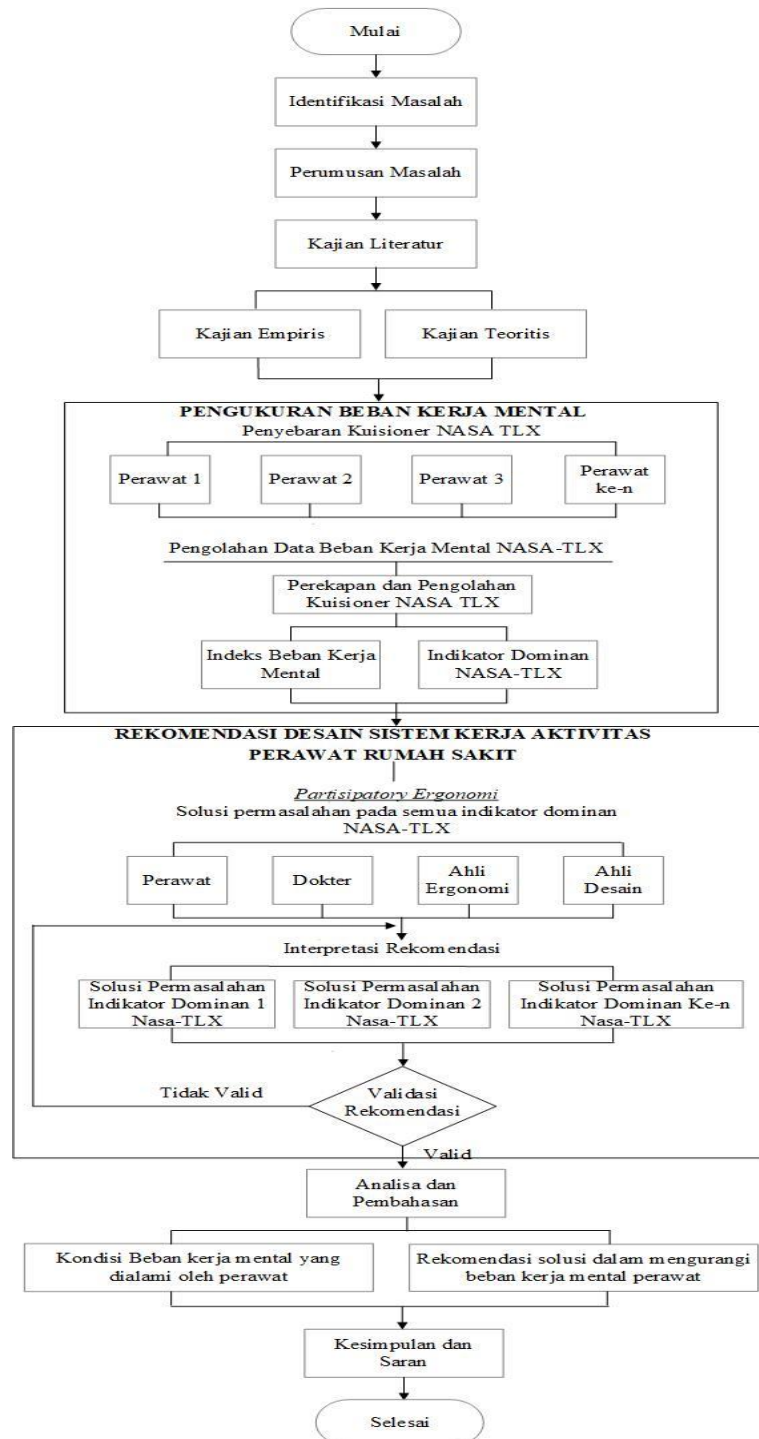 Mulai
Identifikasi Masalah
Perumusan Masalah
Kajian Literatur
Kajian Empiris
Kajian Teoritis
PENGUKURAN BEBAN KERJA MENTAL
Penyebaran Kuisioner NASA TLX
Perawat 1
Perawat 2
Perawat 3
Perawat
ke-n
Pengolahan Data Beban Kerja Mental NASA-TLX
Perekapan dan Pengolahan
Kuisioner NASA TLX
Indeks Beban Kerja
Mental
Indikator Dominan
NASA-TLX
REKOMENDASI DESAIN SISTEM KERJA AKTIVITAS
PERAWAT RUMAH SAKIT
Partisipatory Ergonomi
Solusi permasalahan pada semua indikator dominan
NASA-TLX
Perawat
Dokter
Ahli
Ergonomi
Ahli
Desain
Interpretasi Rekomendasi
Solusi Permasalahan
Indikator Dominan 1
Nasa-TLX
Solusi Permasalahan
Indikator Dominan 2
Nasa-TLX
Solusi Permasalahan
Indikator Dominan Ke-n
Nasa-TLX
Tidak Valid
Validasi
Rekomendasi
Valid
Analisa dan
Pembahasan
Kondisi Beban kerja mental yang
dialami oleh perawat
Rekomendasi solusi dalam mengurangi
beban kerja mental perawat
Kesimpulan dan
Saran
Selesai